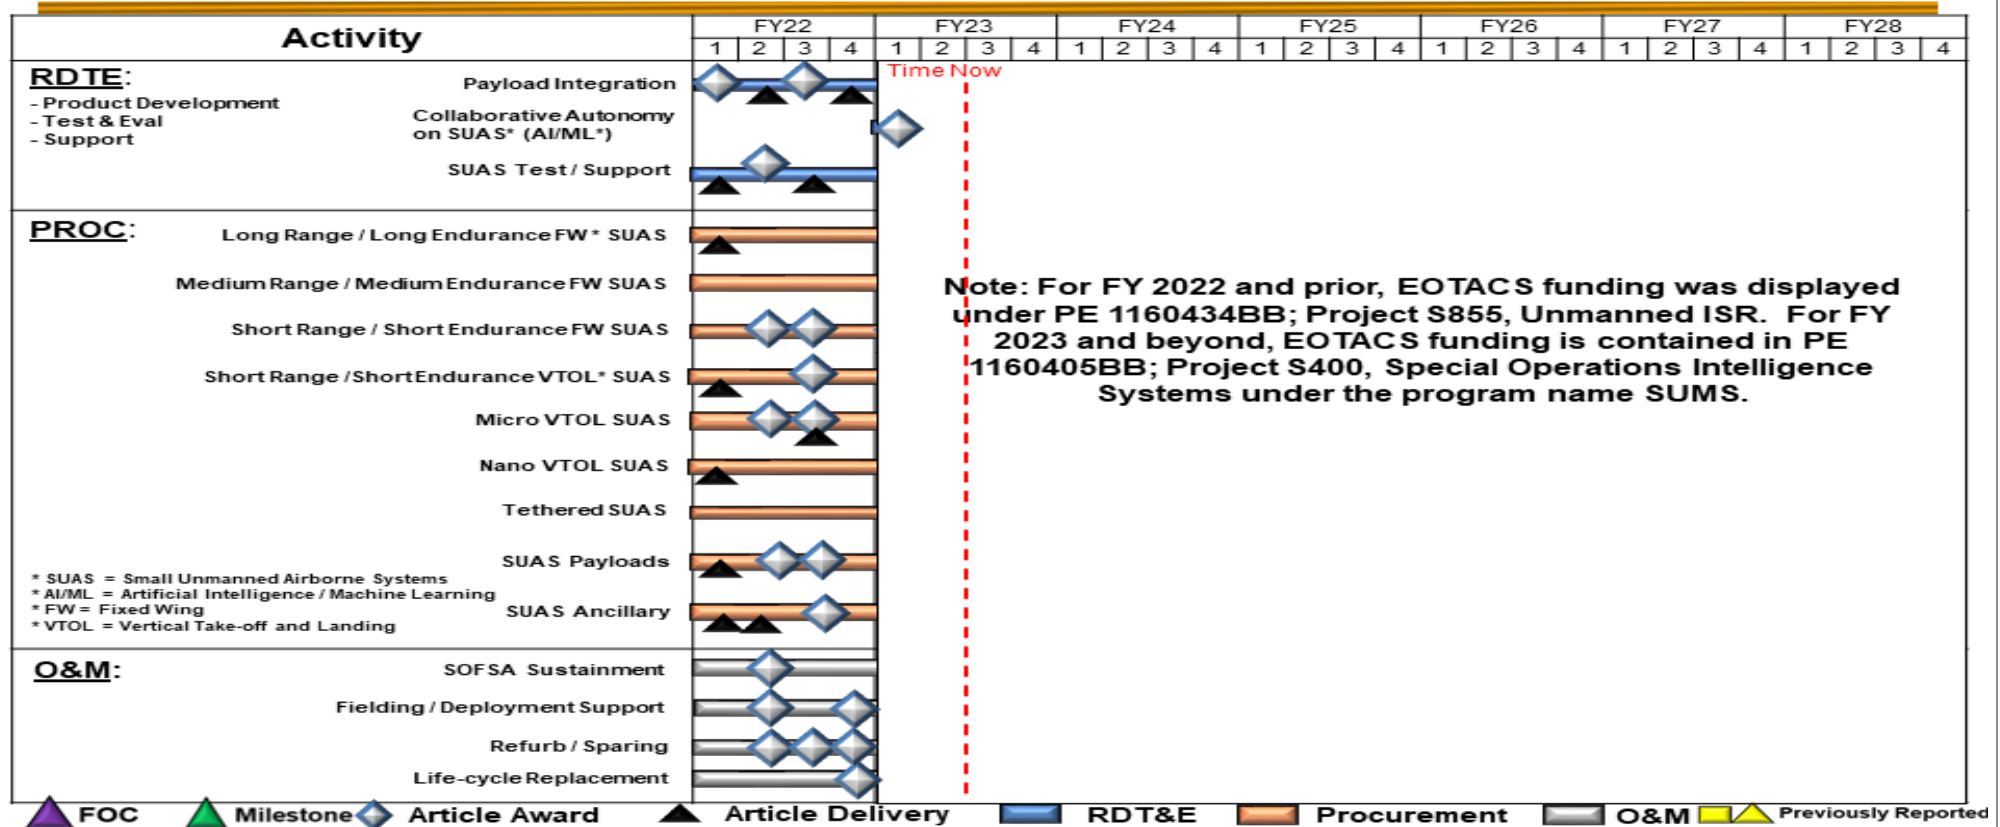 Activity
FY22 FY23 FY24 FY25 FY26 FY27 FY28
1 2 3 4 1 2 3 4 1 2 3 4 1 2 3 4 1 2 3 4 1 2 3 4 1 2 3 4
Time Now
RDTE:
- Product Development
- Test & Eval
- Support
Payload Integration
Collaborative Autonomy
on SUAS* (AI/ML*)
SUAS Test / Support
PROC:
Long Range / Long Endurance FW* SUAS
Medium Range / Medium Endurance FW SUAS
Short Range / Short Endurance FW SUAS
Short Range / Short Endurance VTOL* SUAS
Micro VTOL SUAS
Nano VTOL SUAS
Tethered SUAS
SUAS Payloads
SUAS Ancillary
* SUAS = Small Unmanned Airborne Systems
* AI/ML = Artificial Intelligence / Machine Learning
* FW = Fixed Wing
* VTOL = Vertical Take-off and Landing
Note: For FY 2022 and prior, EOTACS funding was displayed
under PE 1160434BB; Project S855, Unmanned ISR. For FY
2023 and beyond, EOTACS funding is contained in PE
1160405BB; Project S400, Special Operations Intelligence
Systems under the program name SUMS.
O&M:
SOFSA Sustainment
Fielding / Deployment Support
Refurb / Sparing
Life-cycle Replacement
FOC Milestone Article Award Article Delivery RDT&E Procurement O&M Previously Reported